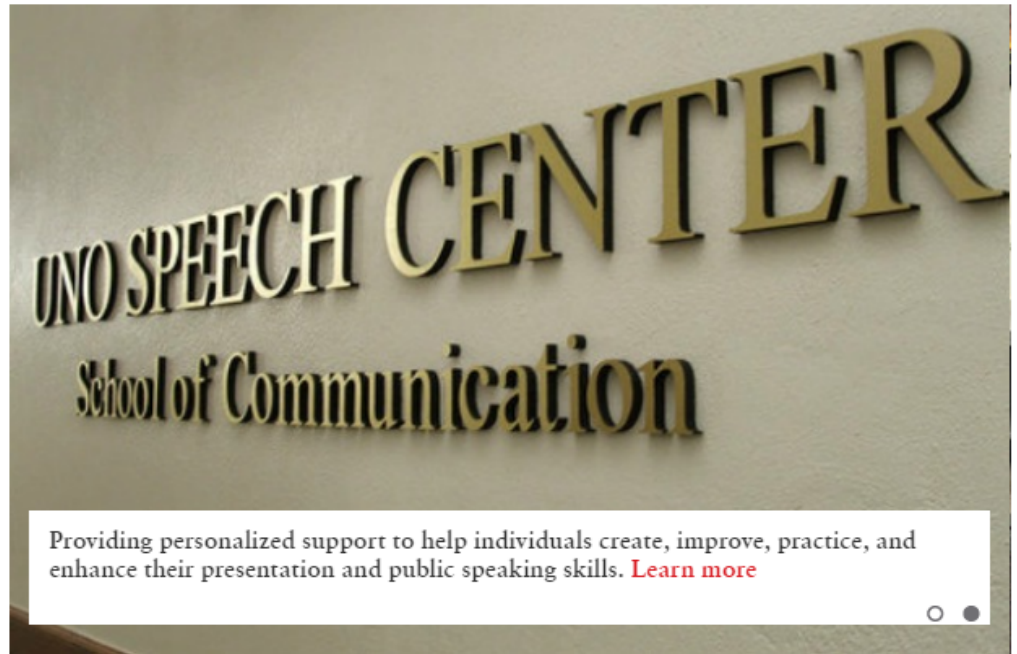 UNO SPEECH CENTER
School of Communication
Providing personalized support to help individuals create, improve, practice, and
enhance their presentation and public speaking skills. Learn more